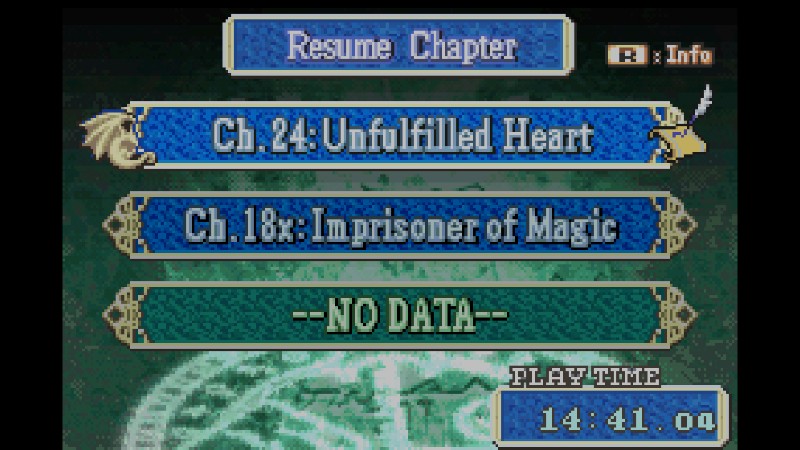 Resume Chapter
R : Info
Ch.24:Unfulfilled Heart
Ch.18x:Imprisoner of Magic
--NO DATA--
PLAY TIME
14:41.04